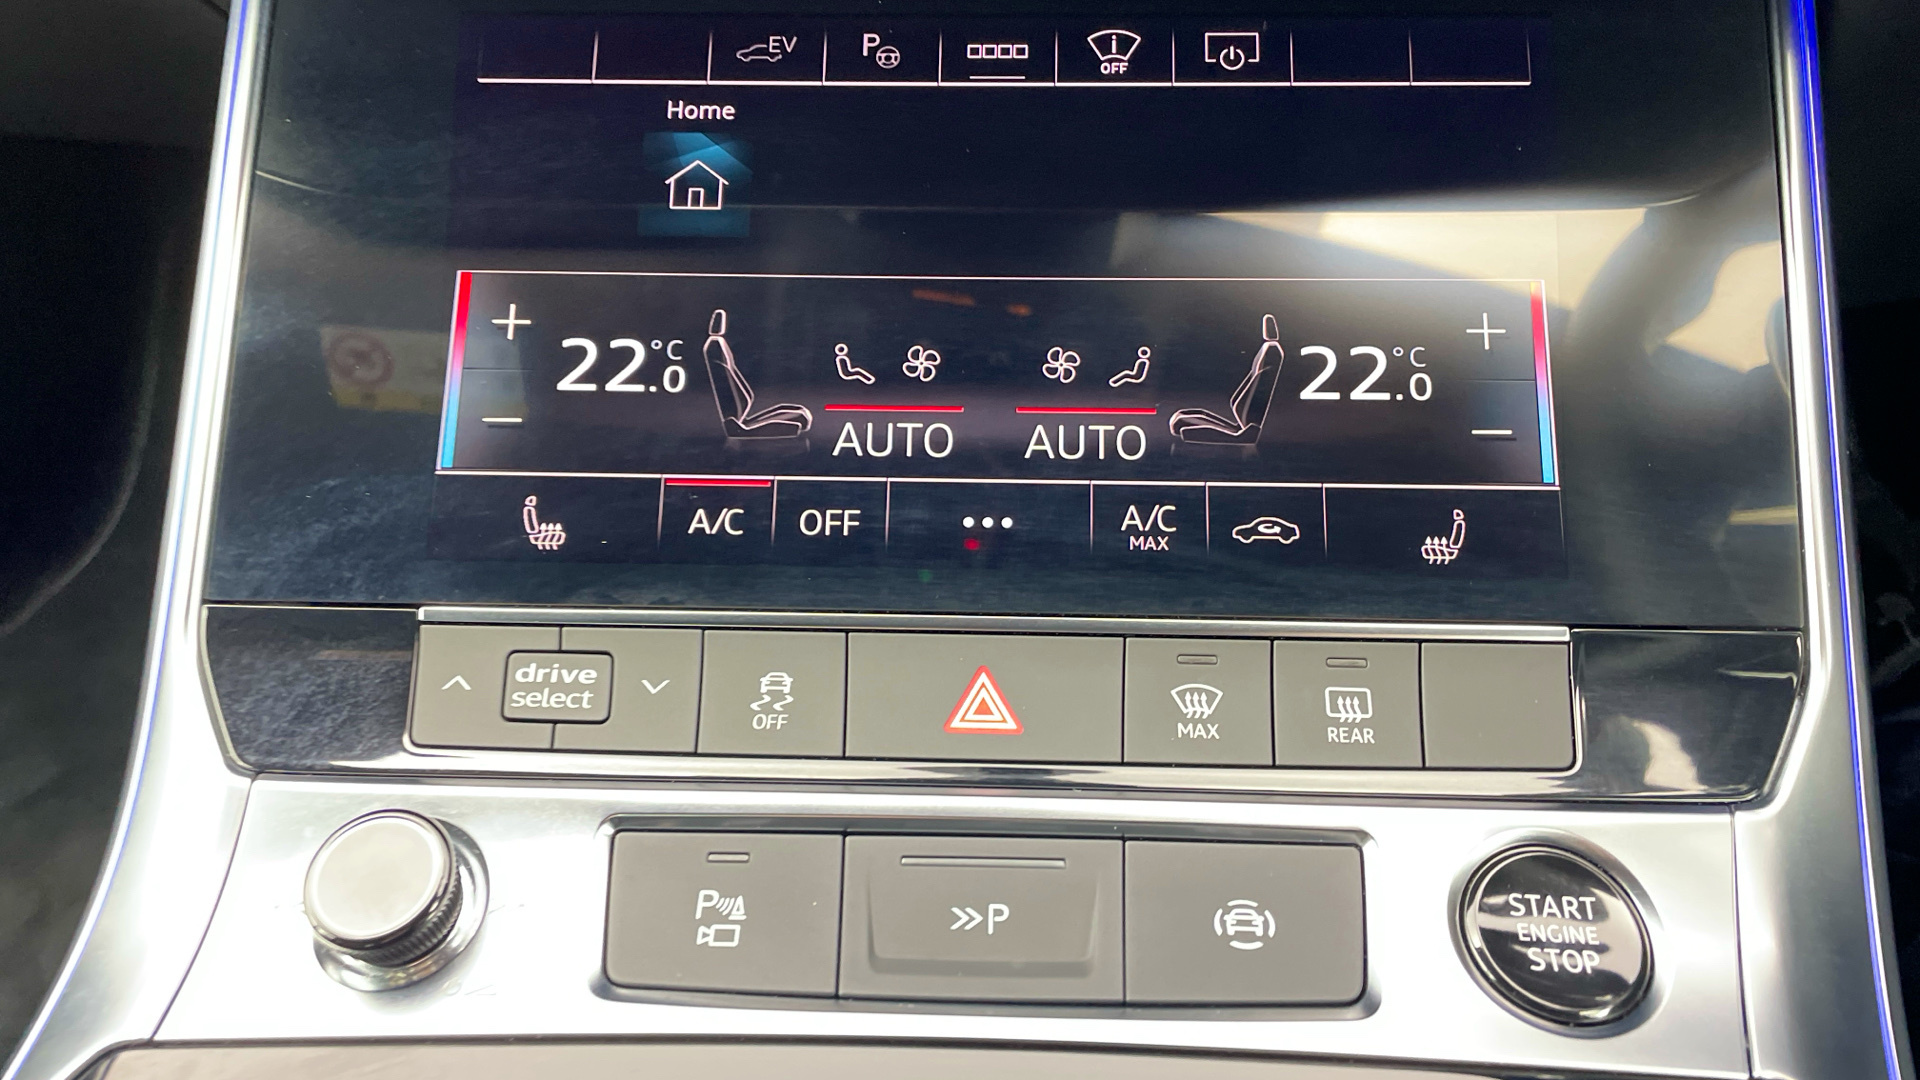 EV
P
OFF
Home
22.0 °C
AUTO
AUTO
22.0 °C
A/C
OFF
•••
A/C
MAX
drive
select
OFF
MAX
REAR
P
>>P
START
ENGINE
STOP